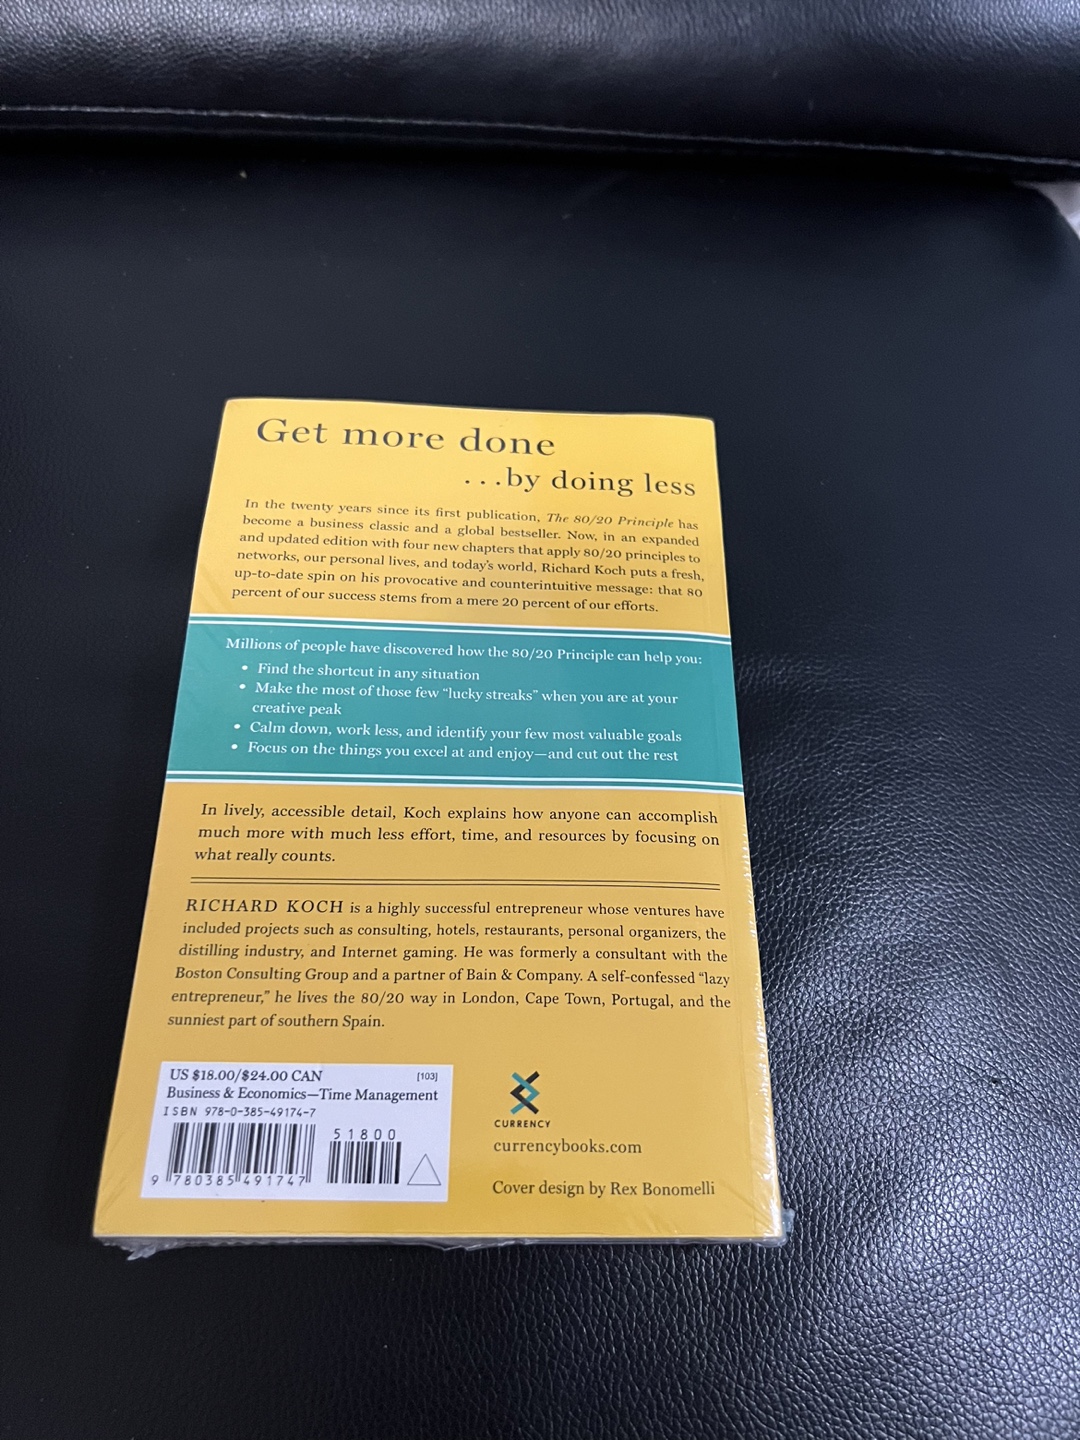 Get more done
...by doing less
In the twenty years since its first publication, The 80/20 Principle has
become a business classic and a global bestseller. Now, in an expanded
and updated edition with four new chapters that apply 80/20 principles to
networks, our personal lives, and today's world, Richard Koch puts a fresh,
up-to-date spin on his provocative and counterintuitive message: that 80
percent of our success stems from a mere 20 percent of our efforts.
Millions of people have discovered how the 80/20 Principle can help you:
• Find the shortcut in any situation
• Make the most of those few “lucky streaks” when you are at your
creative peak
• Calm down, work less, and identify your few most valuable goals
• Focus on the things you excel at and enjoy—and cut out the rest
In lively, accessible detail, Koch explains how anyone can accomplish
much more with much less effort, time, and resources by focusing on
what really counts.
RICHARD KOCH is a highly successful entrepreneur whose ventures have
included projects such as consulting, hotels, restaurants, personal organizers, the
distilling industry, and Internet gaming. He was formerly a consultant with the
Boston Consulting Group and a partner of Bain & Company. A self-confessed “lazy
entrepreneur,” he lives the 80/20 way in London, Cape Town, Portugal, and the
sunniest part of southern Spain.
US $18.00/$24.00 CAN [103]
Business & Economics—Time Management
ISBN 978-0-385-49174-7
51800
9 780385 491747
CURRENCY
currencybooks.com
Cover design by Rex Bonomelli